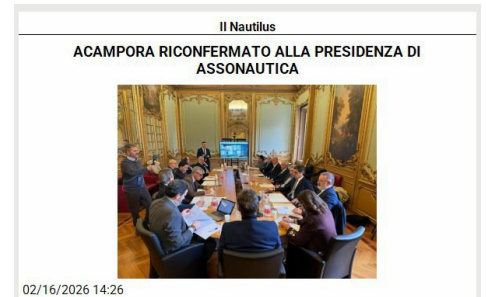 Il Nautilus
ACAMPORA RICONFERMATO ALLA PRESIDENZA DI
ASSONAUTICA
02/16/2026 14:26